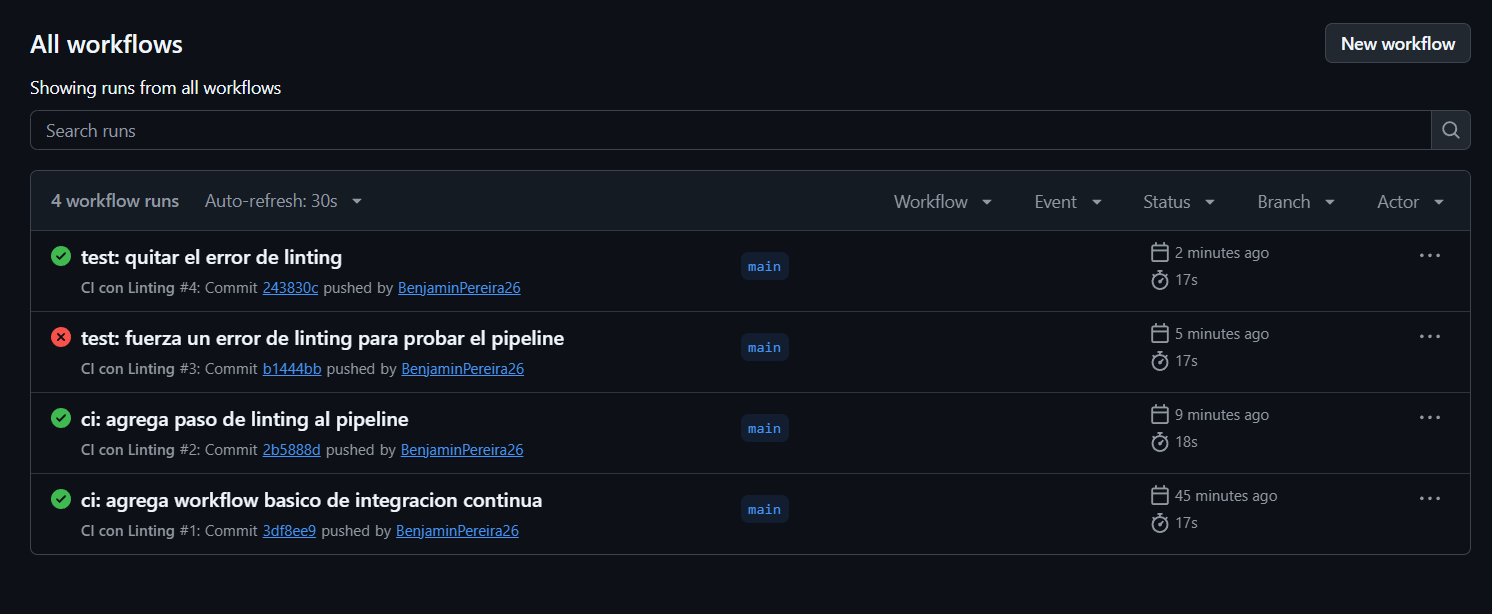 All workflows
New workflow
Showing runs from all workflows
Search runs
4 workflow runs Auto-refresh: 30s Workflow Event Status Branch Actor
test: quitar el error de linting
CI con Linting #4: Commit 243830c pushed by BenjaminPereira26
main
2 minutes ago
17s
test: fuerza un error de linting para probar el pipeline
CI con Linting #3: Commit b1444bb pushed by BenjaminPereira26
main
5 minutes ago
17s
ci: agrega paso de linting al pipeline
CI con Linting #2: Commit 2b5888d pushed by BenjaminPereira26
main
9 minutes ago
18s
ci: agrega workflow basico de integracion continua
CI con Linting #1: Commit 3df8ee9 pushed by BenjaminPereira26
main
45 minutes ago
17s